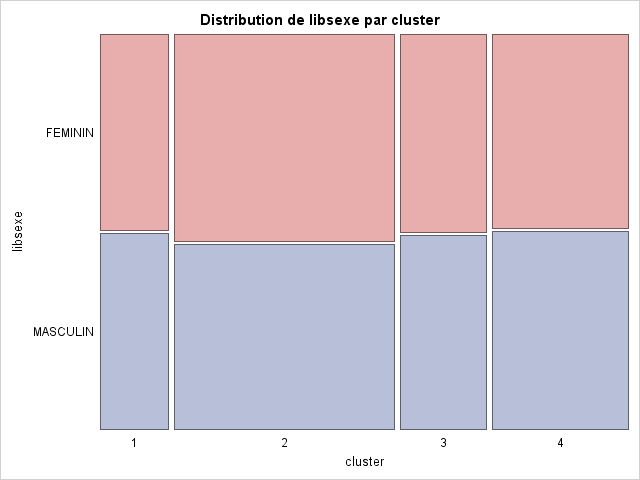 Distribution de libsexe par cluster
FEMININ
MASCULIN
libsexe
1 2 3 4
cluster